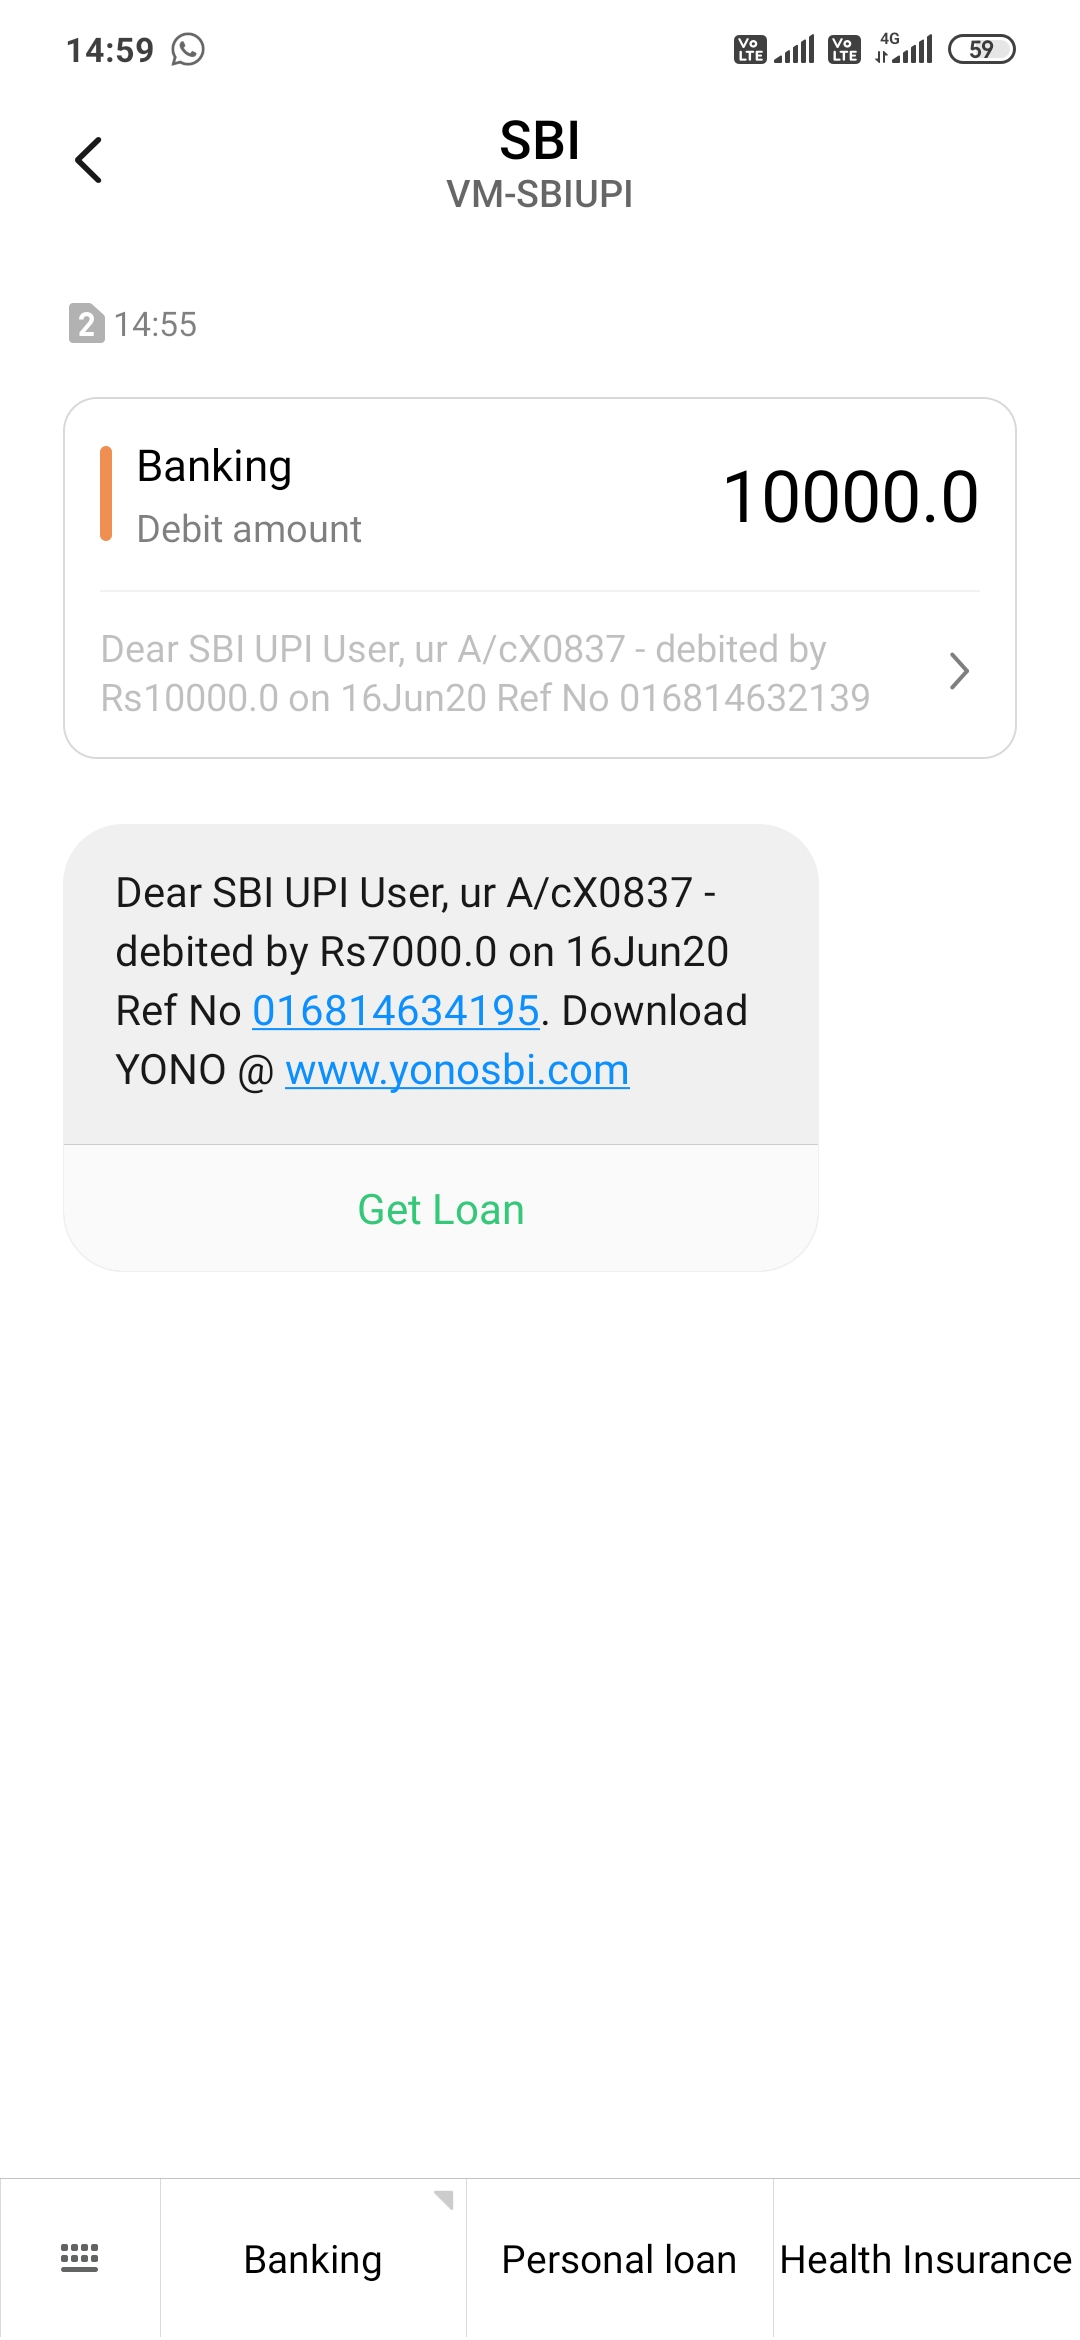 14:59
Vo LTE Vo LTE 4G 59
SBI
VM-SBIUPI
2 14:55
Banking
Debit amount
10000.0
Dear SBI UPI User, ur A/cX0837 - debited by
Rs10000.0 on 16Jun20 Ref No 016814632139
Dear SBI UPI User, ur A/cX0837 -
debited by Rs7000.0 on 16Jun20
Ref No 016814634195. Download
YONO @ www.yonosbi.com
Get Loan
Banking
Personal loan
Health Insurance